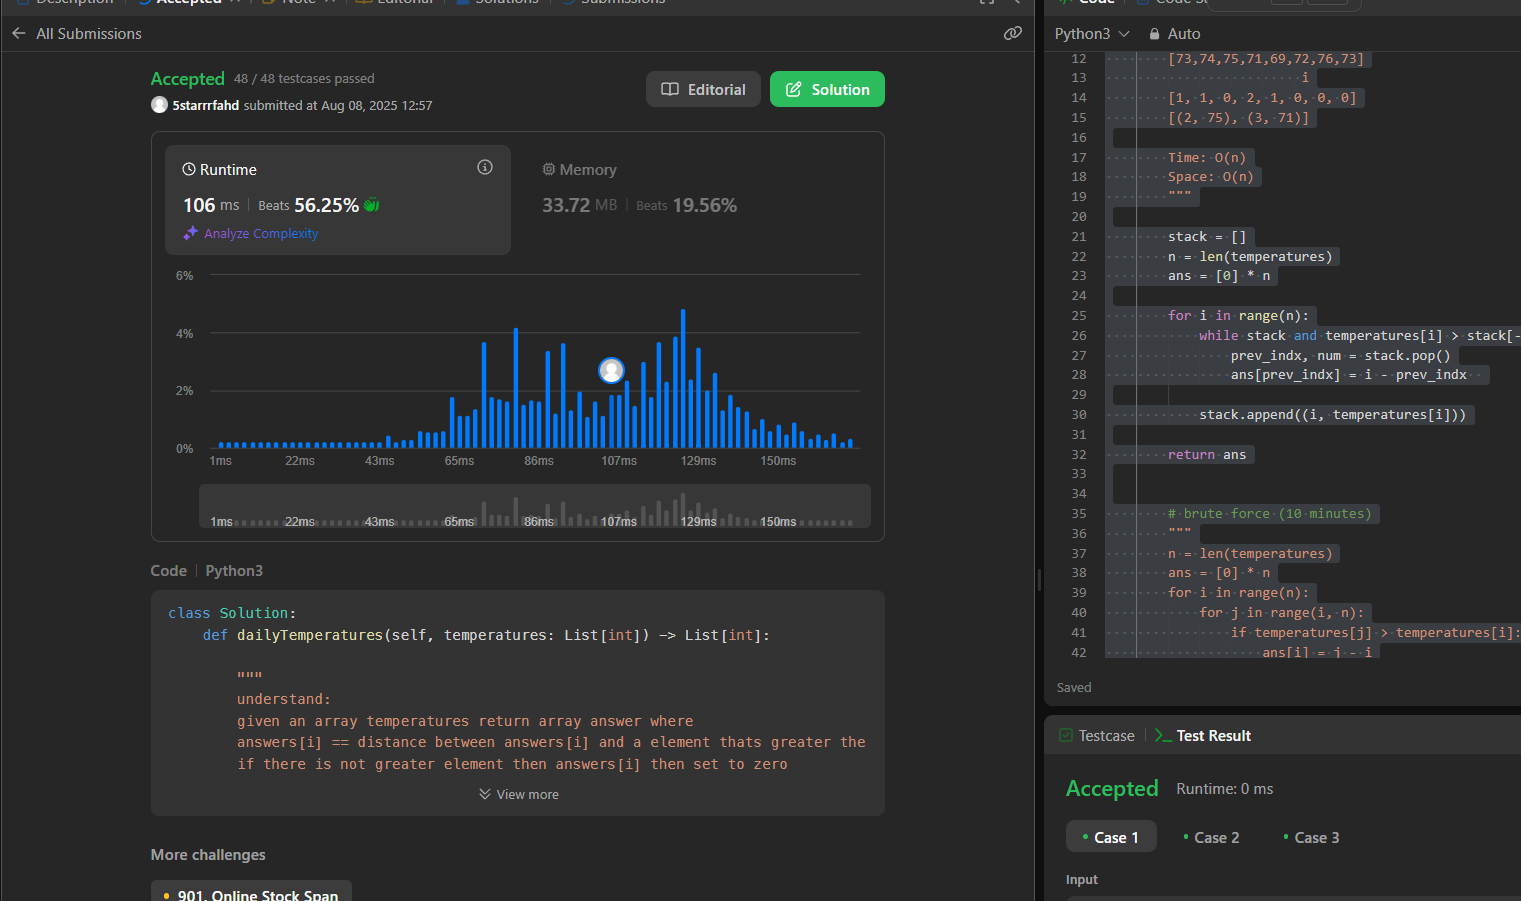 Description
Accepted
Note
Editorial
Solutions
Submissions
All Submissions
Accepted 48 / 48 testcases passed
5starrrfahd submitted at Aug 08, 2025 12:57
Editorial
Solution
Runtime
106 ms | Beats 56.25%
Analyze Complexity
Memory
33.72 MB | Beats 19.56%
6%
4%
2%
0%
1ms 22ms 43ms 65ms 86ms 107ms 129ms 150ms
1ms 22ms 43ms 65ms 86ms 107ms 129ms 150ms
Code | Python3
class Solution:
def dailyTemperatures(self, temperatures: List[int]) -> List[int]:
"""
understand:
given an array temperatures return array answer where
answers[i] == distance between answers[i] and a element thats greater the
if there is not greater element then answers[i] then set to zero
View more
More challenges
901. Online Stock Span
Code
Python3
Auto
12 [73,74,75,71,69,72,76,73]
13 i
14 [1, 1, 0, 2, 1, 0, 0, 0]
15 [(2, 75), (3, 71)]
16
17 Time: O(n)
18 Space: O(n)
19 """
20
21 stack = []
22 n = len(temperatures)
23 ans = [0] * n
24
25 for i in range(n):
26 while stack and temperatures[i] > stack[-
27 prev_indx, num = stack.pop()
28 ans[prev_indx] = i - prev_indx
29
30 stack.append((i, temperatures[i]))
31
32 return ans
33
34
35 # brute force (10 minutes)
36 """
37 n = len(temperatures)
38 ans = [0] * n
39 for i in range(n):
40 for j in range(i, n):
41 if temperatures[j] > temperatures[i]:
42 ans[i] = j - i
Saved
Testcase
Test Result
Accepted Runtime: 0 ms
Case 1
Case 2
Case 3
Input